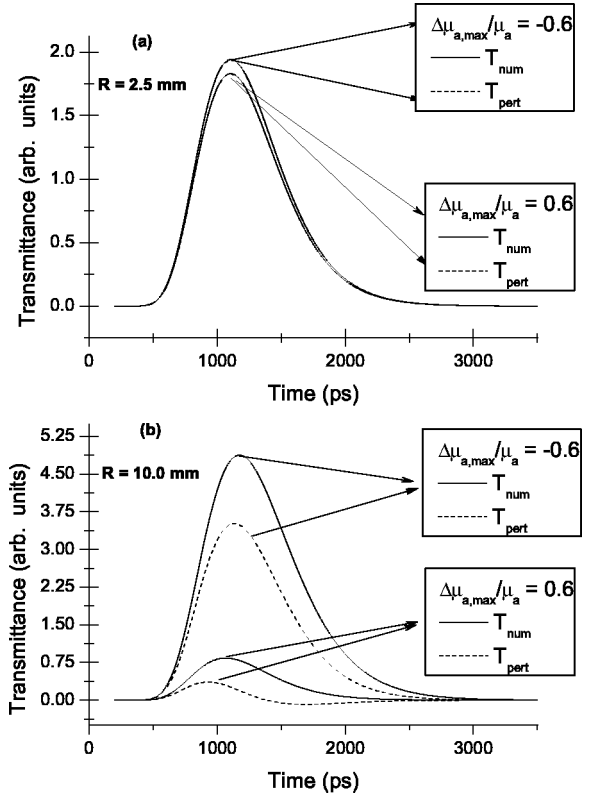 (a)
R = 2.5 mm
Δμa,max/μa = -0.6
Tnum
Tpert
Δμa,max/μa = 0.6
Tnum
Tpert
Transmittance (arb. units)
2.0
1.5
1.0
0.5
0.0
0 1000 2000 3000
Time (ps)
(b)
R = 10.0 mm
Δμa,max/μa = -0.6
Tnum
Tpert
Δμa,max/μa = 0.6
Tnum
Tpert
Transmittance (arb. units)
5.25
4.50
3.75
3.00
2.25
1.50
0.75
0.00
0 1000 2000 3000
Time (ps)